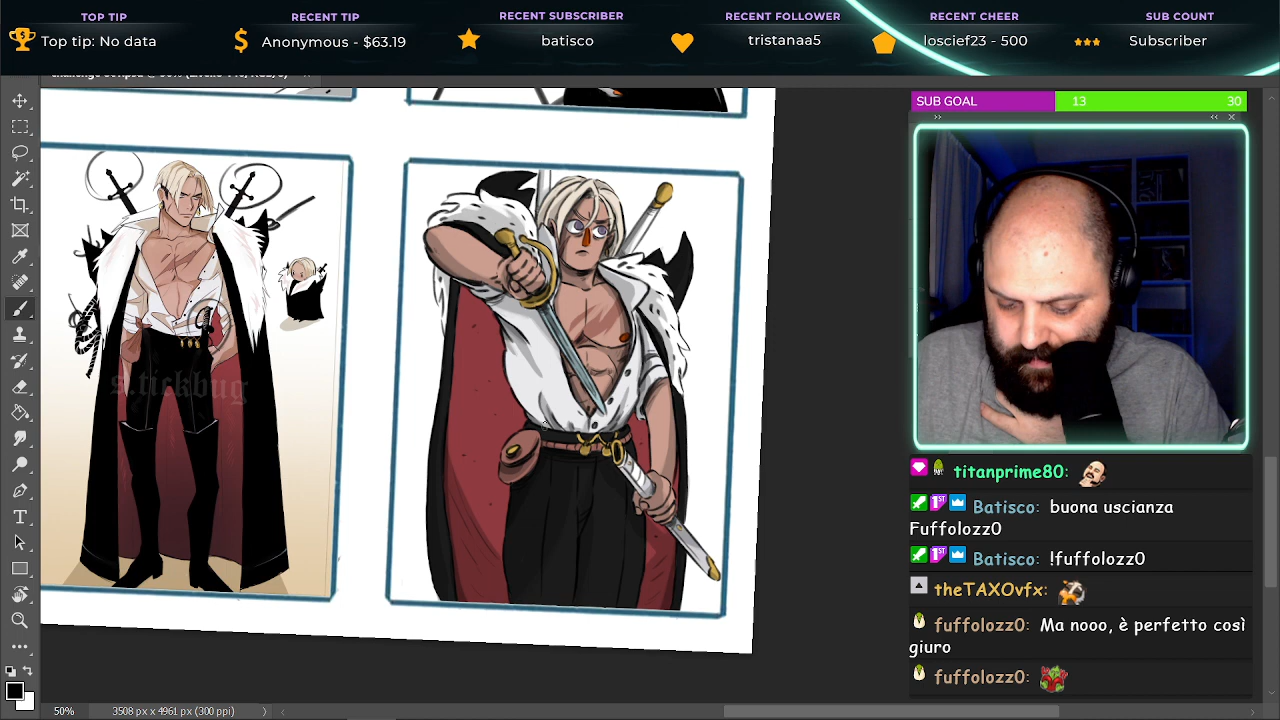 TOP TIP
Top tip: No data
RECENT TIP
Anonymous - $63.19
RECENT SUBSCRIBER
batisco
RECENT FOLLOWER
tristanaa5
RECENT CHEER
loscief23 - 500
SUB COUNT
Subscriber
SUB GOAL 13 30
s.tickbug
titanprime80:
Batisco: buona uscianza
Fuffolozz0
Batisco: !fuffolozz0
theTAXOvfx:
fuffolozz0: Ma nooo, è perfetto così
giuro
fuffolozz0:
50%
3508 px x 4961 px (300 ppi)